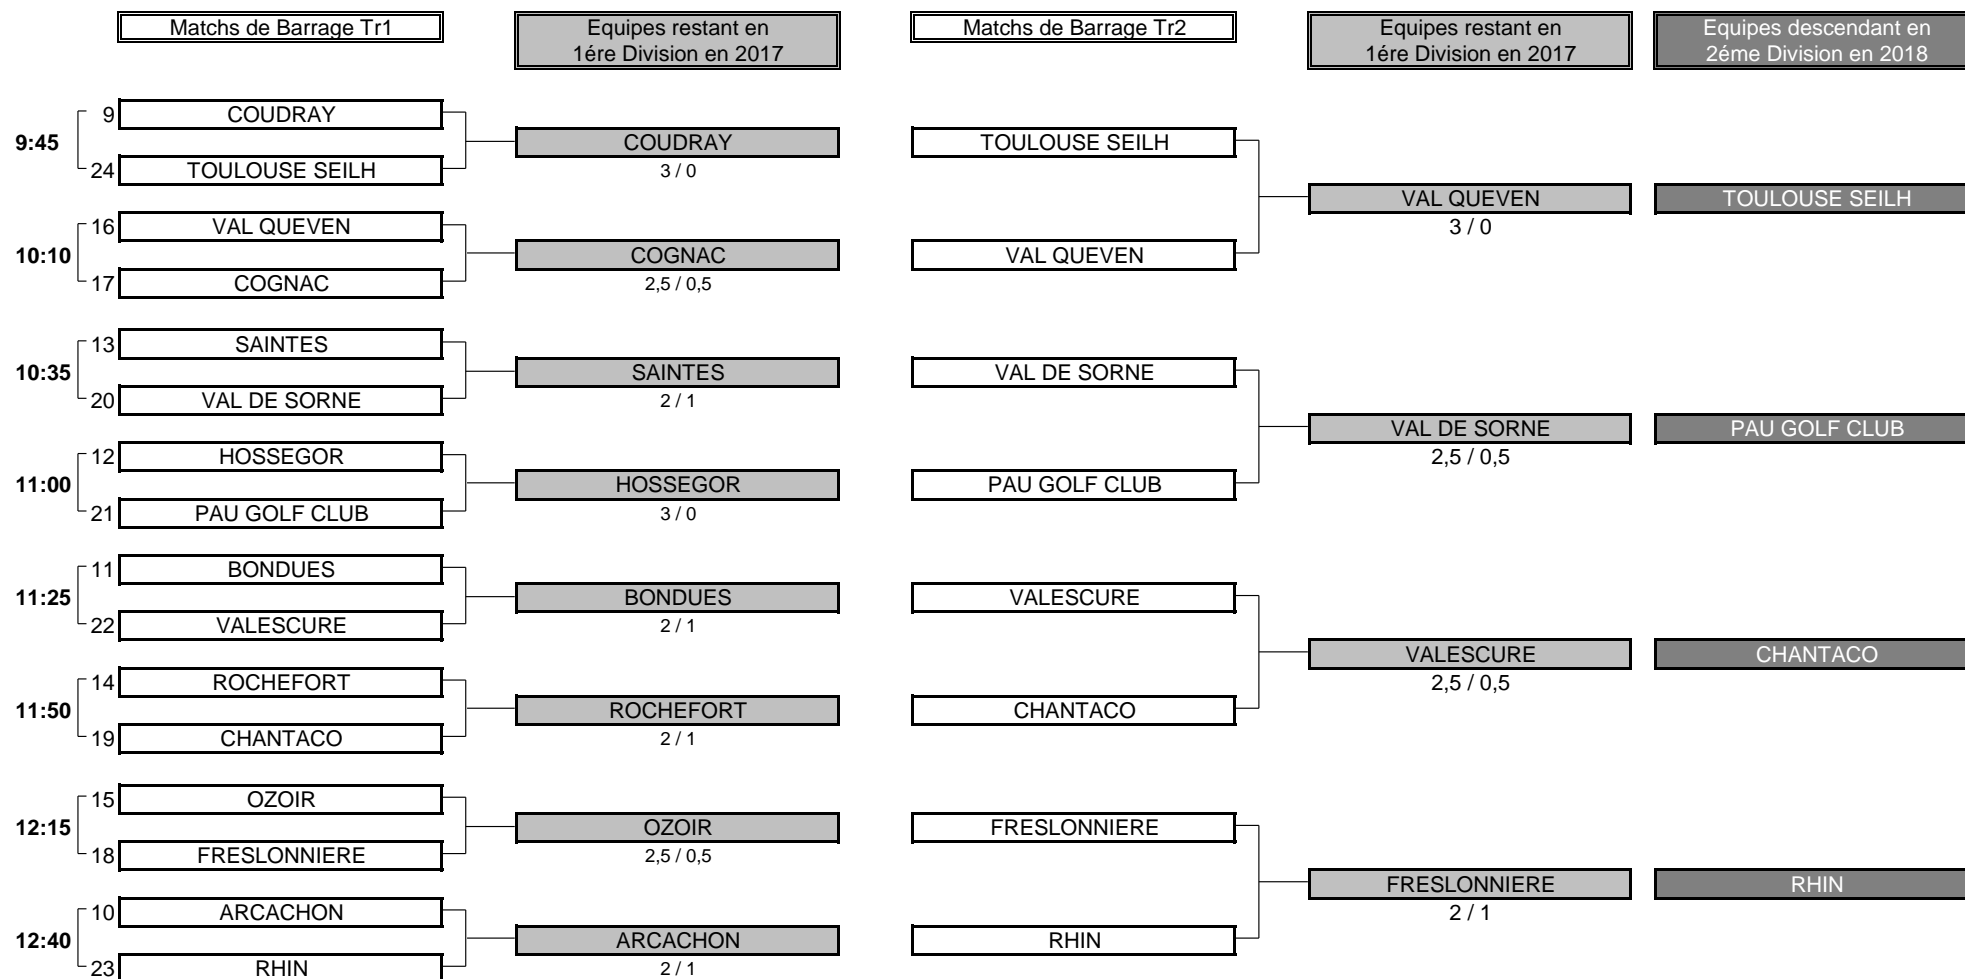 Matchs de Barrage Tr1
Equipes restant en
1ére Division en 2017
Matchs de Barrage Tr2
Equipes restant en
1ére Division en 2017
Equipes descendant en
2éme Division en 2018
9:45
9 COUDRAY
24 TOULOUSE SEILH
COUDRAY
3 / 0
10:10
16 VAL QUEVEN
17 COGNAC
COGNAC
2,5 / 0,5
TOULOUSE SEILH
VAL QUEVEN
VAL QUEVEN
3 / 0
TOULOUSE SEILH
10:35
13 SAINTES
20 VAL DE SORNE
SAINTES
2 / 1
11:00
12 HOSSEGOR
21 PAU GOLF CLUB
HOSSEGOR
3 / 0
VAL DE SORNE
PAU GOLF CLUB
VAL DE SORNE
2,5 / 0,5
PAU GOLF CLUB
11:25
11 BONDUES
22 VALESCURE
BONDUES
2 / 1
11:50
14 ROCHEFORT
19 CHANTACO
ROCHEFORT
2 / 1
VALESCURE
CHANTACO
VALESCURE
2,5 / 0,5
CHANTACO
12:15
15 OZOIR
18 FRESLONNIERE
OZOIR
2,5 / 0,5
12:40
10 ARCACHON
23 RHIN
ARCACHON
2 / 1
FRESLONNIERE
RHIN
FRESLONNIERE
2 / 1
RHIN